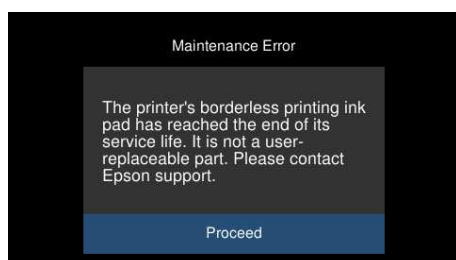 Maintenance Error
The printer's borderless printing ink
pad has reached the end of its
service life. It is not a user-
replaceable part. Please contact
Epson support.
Proceed